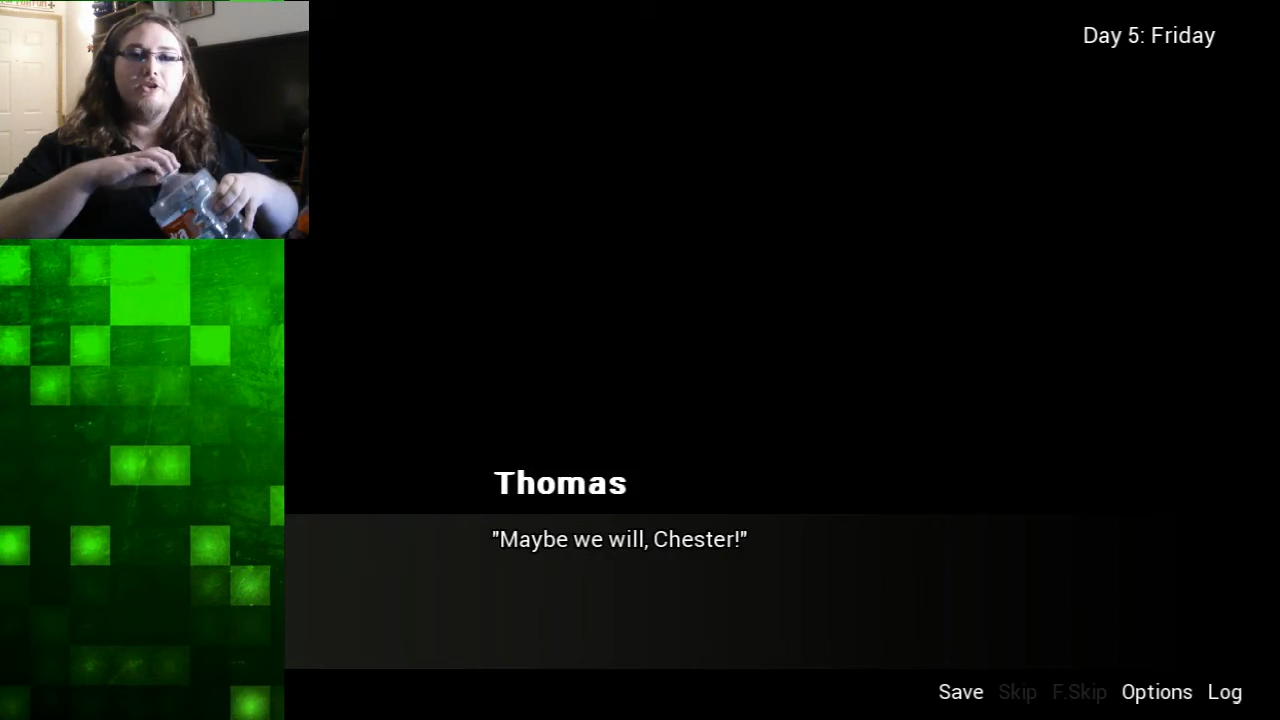 Day 5: Friday
Thomas
"Maybe we will, Chester!"
Save Skip F.Skip Options Log